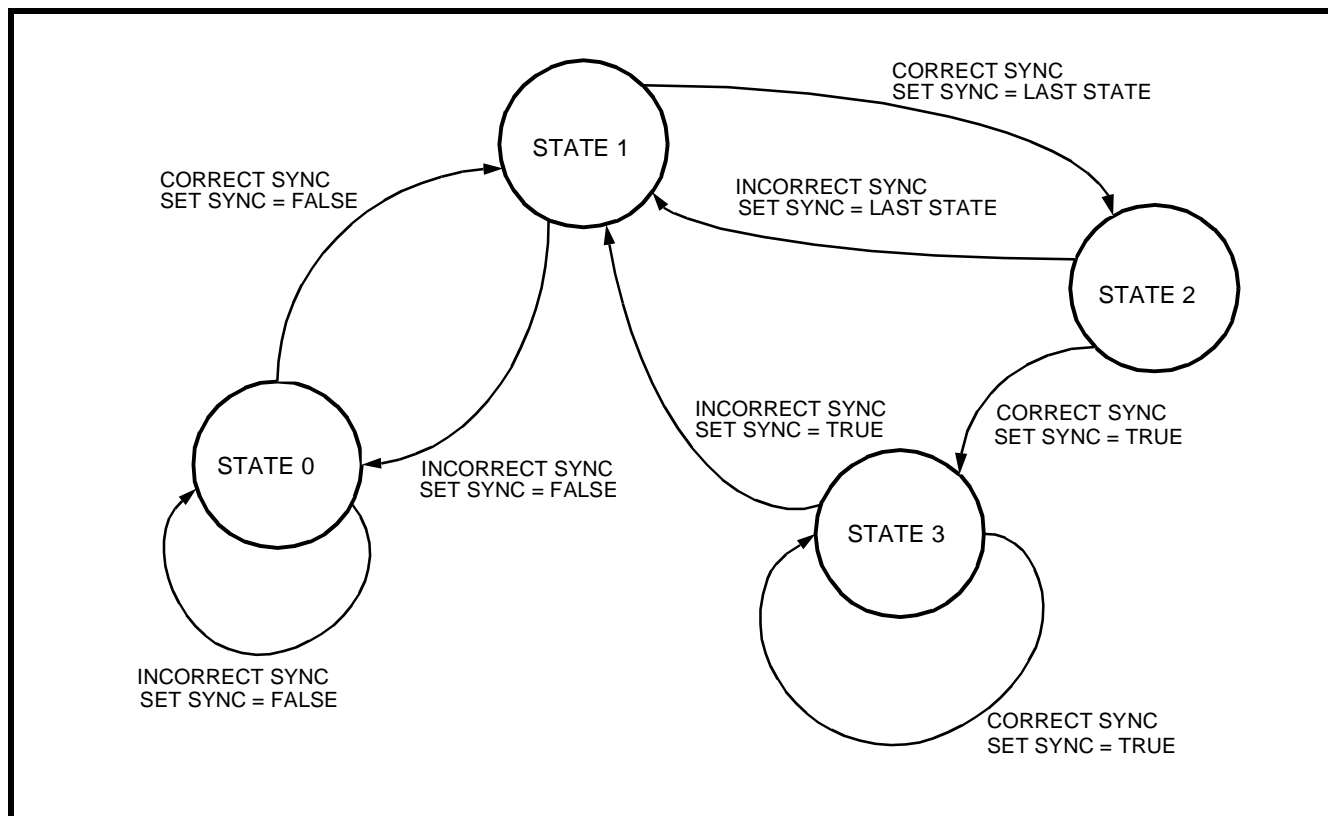 CORRECT SYNC
SET SYNC = LAST STATE
STATE 1
CORRECT SYNC
SET SYNC = FALSE
INCORRECT SYNC
SET SYNC = LAST STATE
STATE 2
INCORRECT SYNC
SET SYNC = TRUE
CORRECT SYNC
SET SYNC = TRUE
STATE 0
INCORRECT SYNC
SET SYNC = FALSE
STATE 3
INCORRECT SYNC
SET SYNC = FALSE
CORRECT SYNC
SET SYNC = TRUE